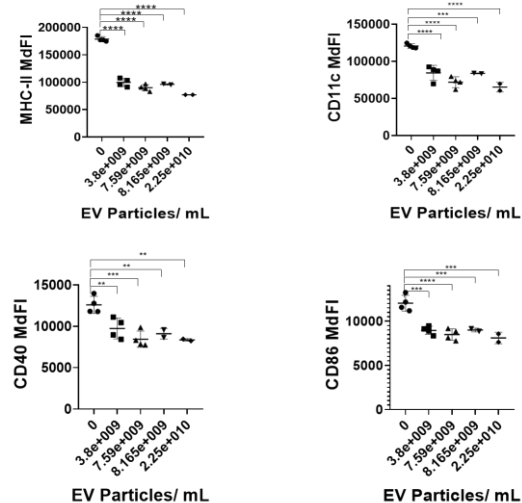 ****
****
****
****
MHC-II MdFI
200000
150000
100000
50000
0
0
3.8e+009
7.59e+009
8.165e+009
2.25e+010
EV Particles/ mL
****
***
****
****
CD11c MdFI
150000
100000
50000
0
0
3.8e+009
7.59e+009
8.165e+009
2.25e+010
EV Particles/ mL
**
**
***
**
CD40 MdFI
15000
10000
5000
0
0
3.8e+009
7.59e+009
8.165e+009
2.25e+010
EV Particles/ mL
***
***
****
***
CD86 MdFI
15000
10000
5000
0
0
3.8e+009
7.59e+009
8.165e+009
2.25e+010
EV Particles/ mL